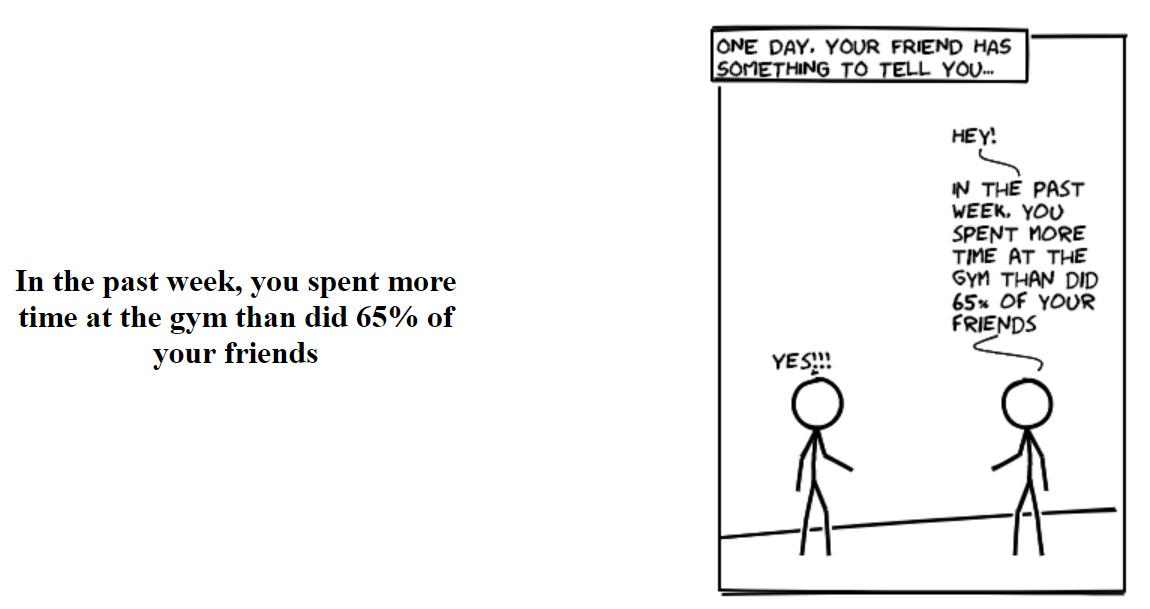 In the past week, you spent more
time at the gym than did 65% of
your friends
ONE DAY, YOUR FRIEND HAS
SOMETHING TO TELL YOU...
HEY!
IN THE PAST
WEEK, YOU
SPENT MORE
TIME AT THE
GYM THAN DID
65% OF YOUR
FRIENDS
YES!!!